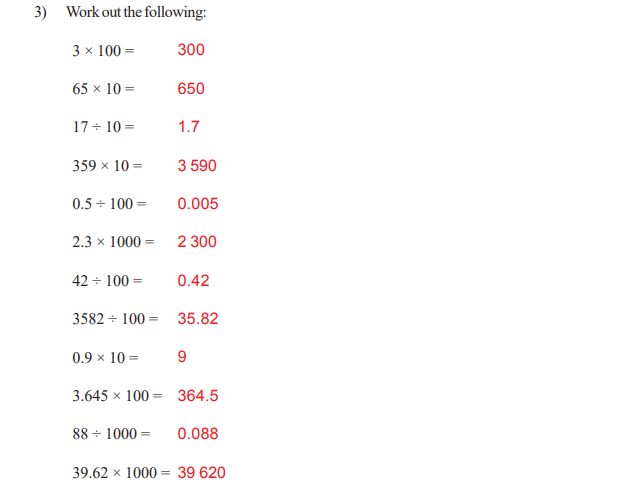 3) Work out the following:
3 × 100 = 300
65 × 10 = 650
17 ÷ 10 = 1.7
359 × 10 = 3 590
0.5 ÷ 100 = 0.005
2.3 × 1000 = 2 300
42 ÷ 100 = 0.42
3582 ÷ 100 = 35.82
0.9 × 10 = 9
3.645 × 100 = 364.5
88 ÷ 1000 = 0.088
39.62 × 1000 = 39 620